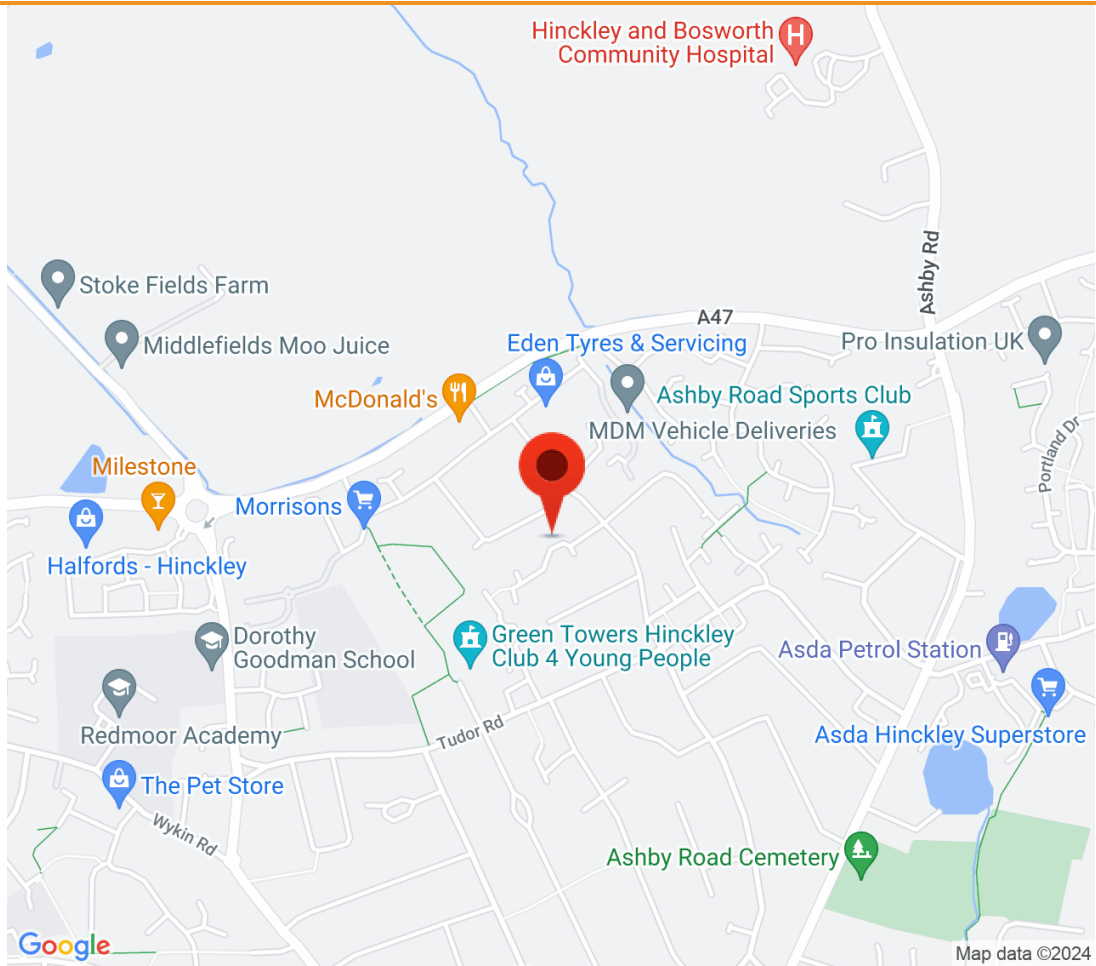 Hinckley and Bosworth
Community Hospital
Ashby Rd
Stoke Fields Farm
A47
Middlefields Moo Juice
Eden Tyres & Servicing
Pro Insulation UK
McDonald's
Ashby Road Sports Club
MDM Vehicle Deliveries
Portland Dr
Milestone
Morrisons
Halfords - Hinckley
Dorothy
Goodman School
Green Towers Hinckley
Club 4 Young People
Asda Petrol Station
Redmoor Academy
Tudor Rd
Asda Hinckley Superstore
The Pet Store
Wykin Rd
Ashby Road Cemetery
Google
Map data ©2024